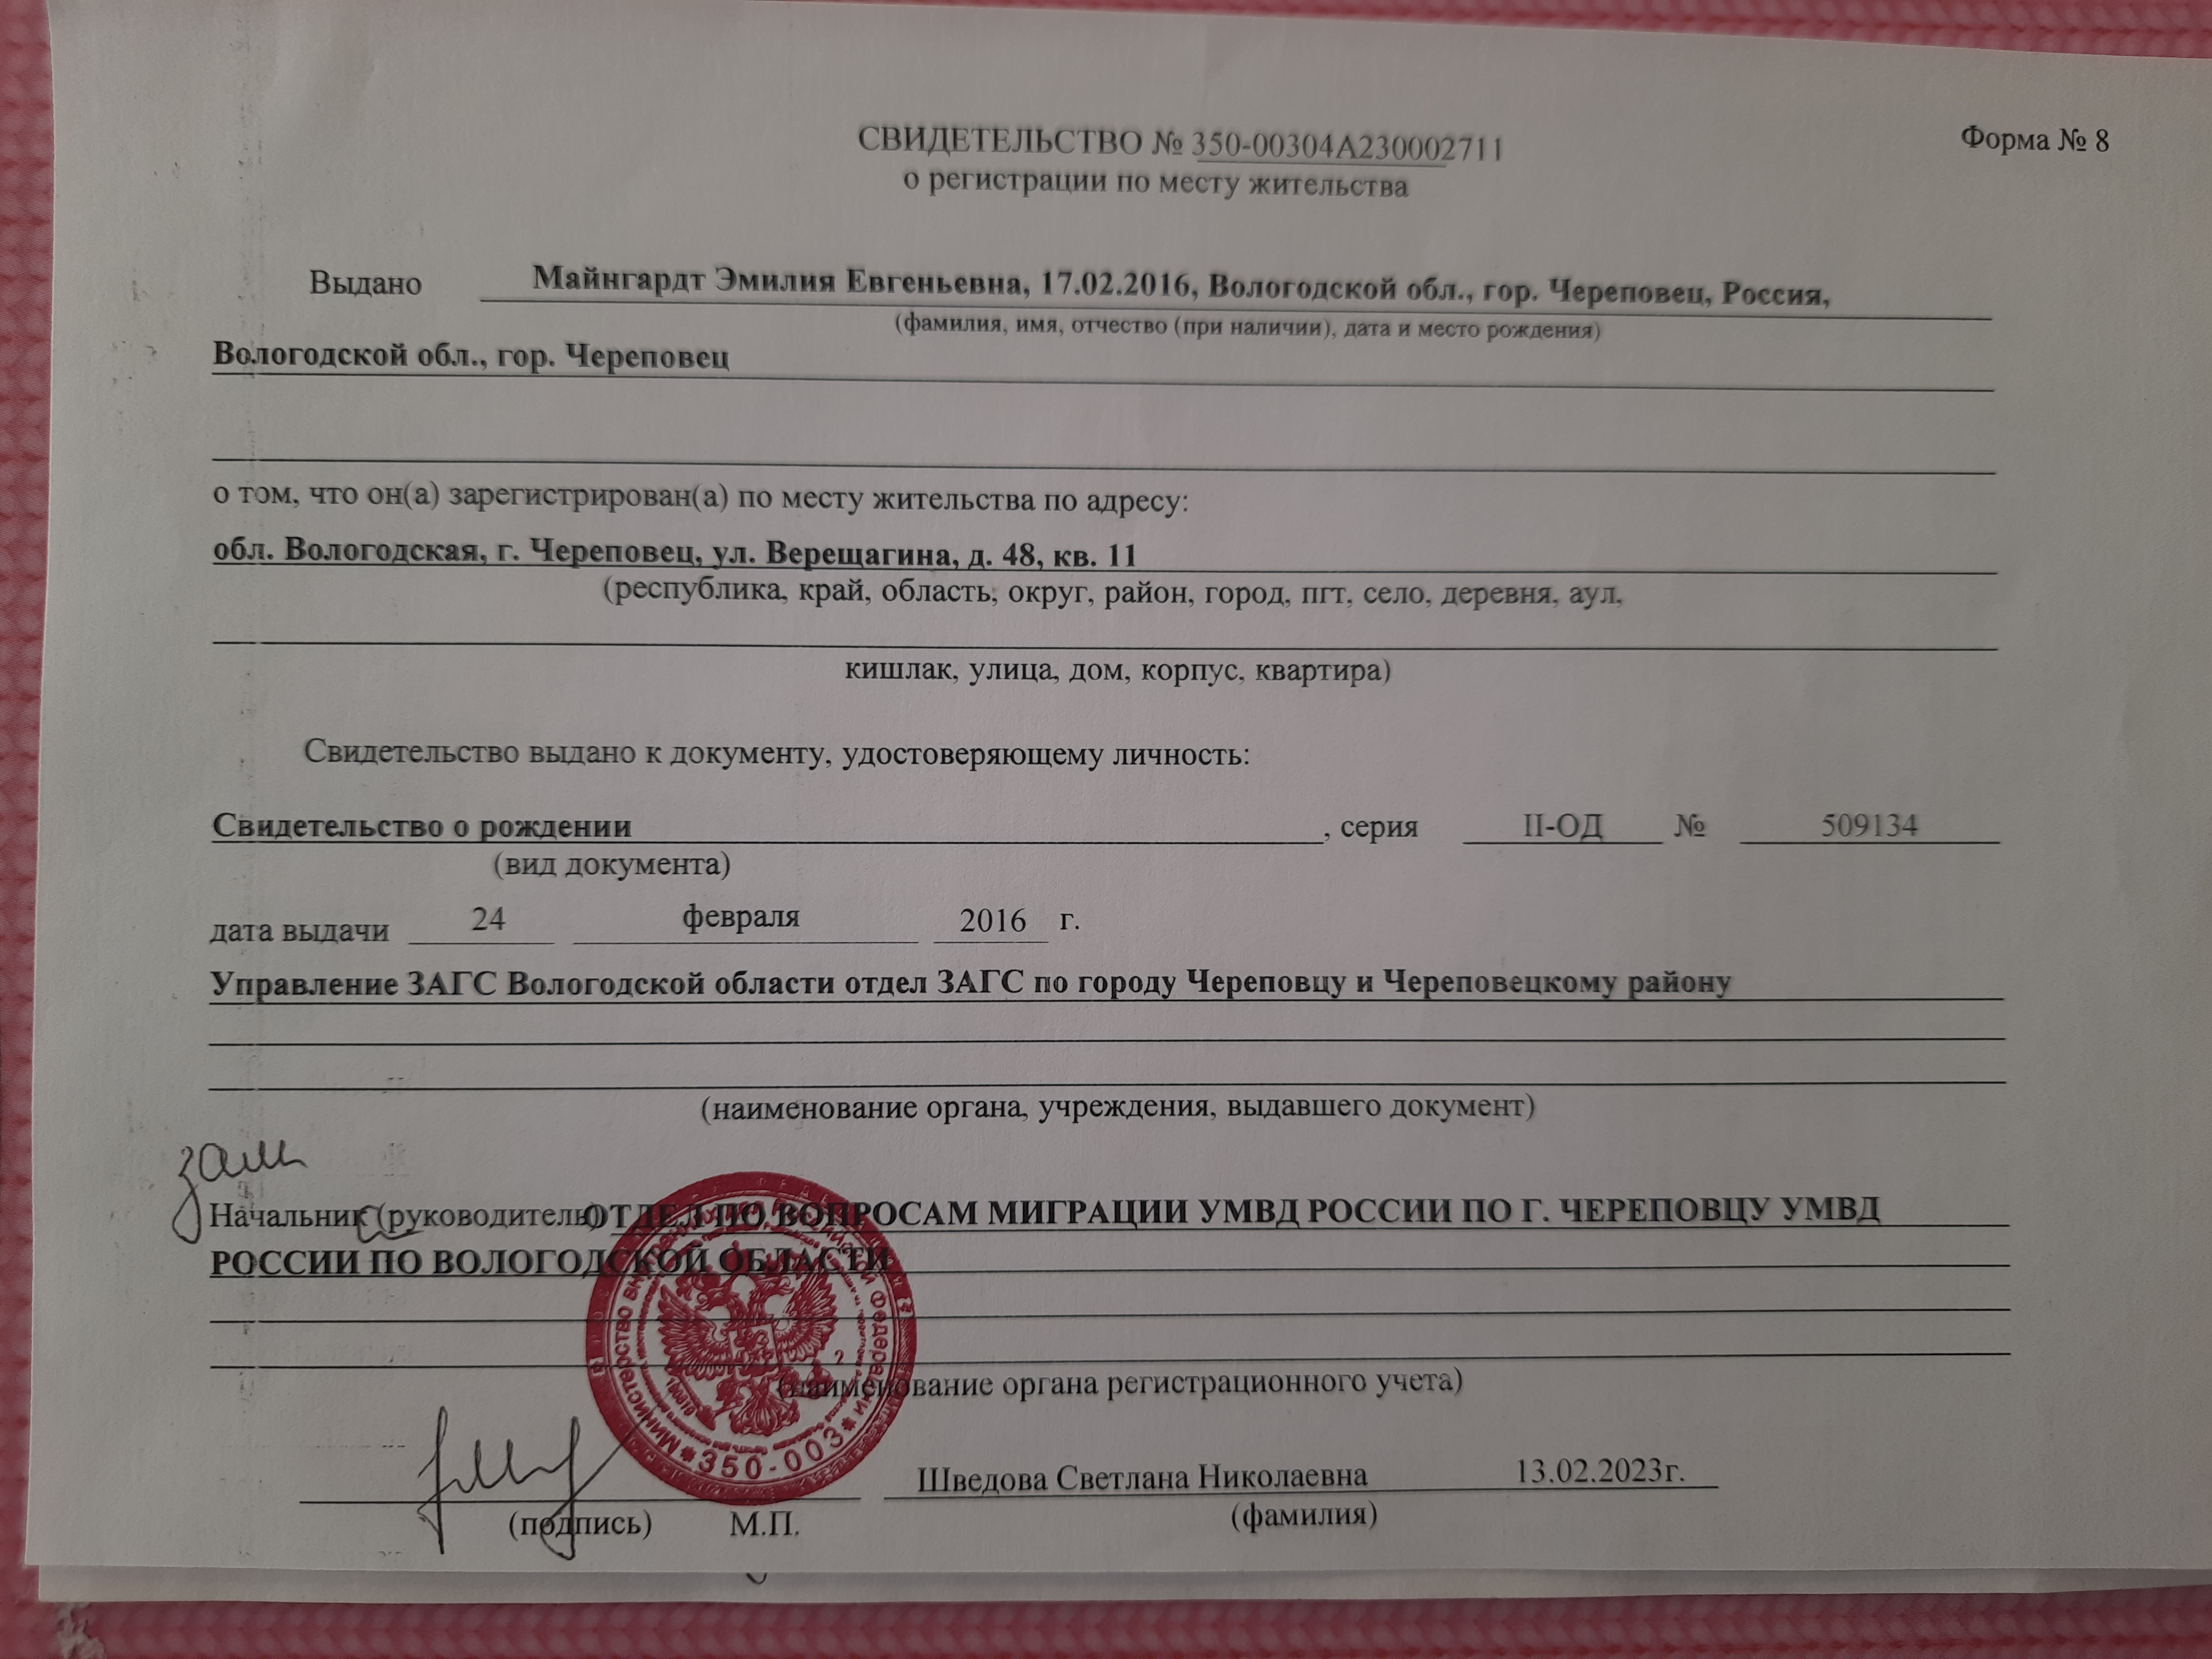 Форма № 8
СВИДЕТЕЛЬСТВО № 350-00304А230002711
о регистрации по месту жительства
Выдано Майнгардт Эмилия Евгеньевна, 17.02.2016, Вологодской обл., гор. Череповец, Россия,
(фамилия, имя, отчество (при наличии), дата и место рождения)
Вологодской обл., гор. Череповец
о том, что он(а) зарегистрирован(а) по месту жительства по адресу:
обл. Вологодская, г. Череповец, ул. Верещагина, д. 48, кв. 11
(республика, край, область, округ, район, город, пгт, село, деревня, аул,
кишлак, улица, дом, корпус, квартира)
Свидетельство выдано к документу, удостоверяющему личность:
Свидетельство о рождении, серия II-ОД № 509134
(вид документа)
дата выдачи 24 февраля 2016 г.
Управление ЗАГС Вологодской области отдел ЗАГС по городу Череповцу и Череповецкому району
(наименование органа, учреждения, выдавшего документ)
зам
Начальник (руководитель) ОТДЕЛ ПО ВОПРОСАМ МИГРАЦИИ УМВД РОССИИ ПО Г. ЧЕРЕПОВЦУ УМВД
РОССИИ ПО ВОЛОГОДСКОЙ ОБЛАСТИ
(наименование органа регистрационного учета)
Министерство Федерации
350-003
Шведова Светлана Николаевна 13.02.2023г.
(подпись) М.П. (фамилия)